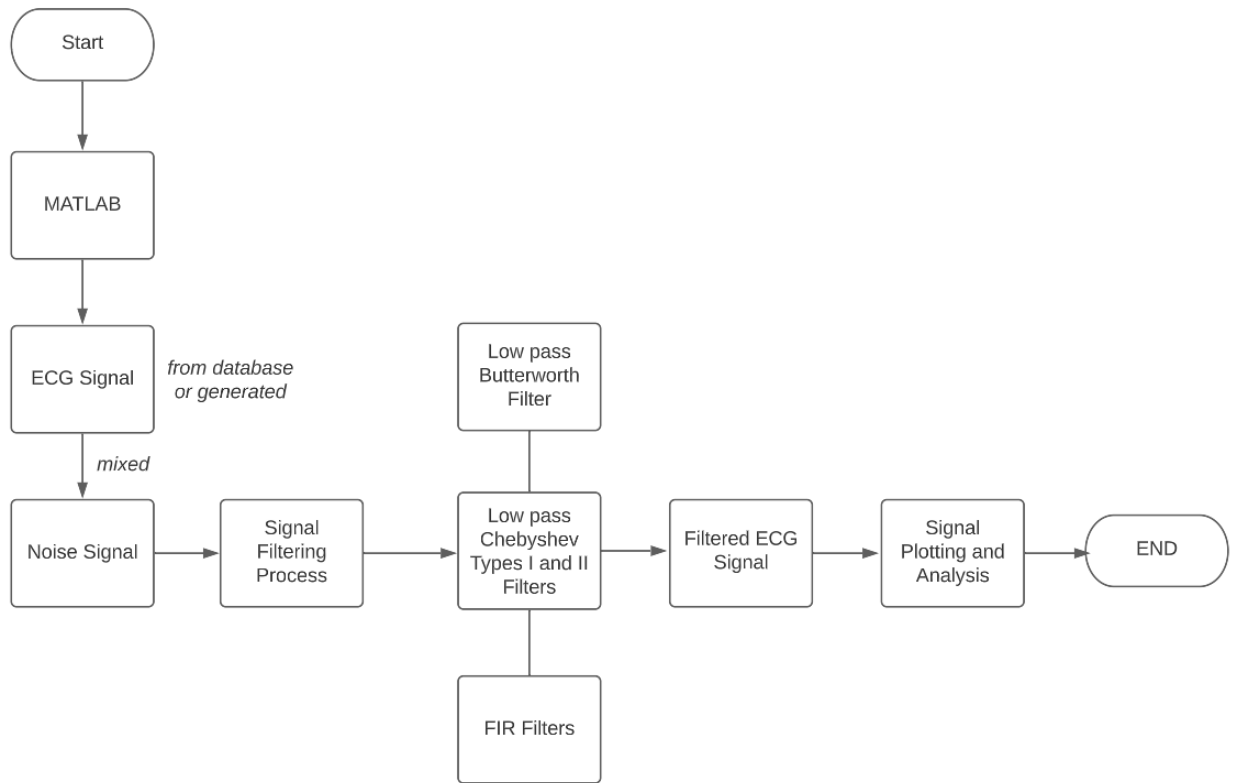 Start
MATLAB
ECG Signal
from database
or generated
mixed
Noise Signal
Signal
Filtering
Process
Low pass
Butterworth
Filter
Low pass
Chebyshev
Types I and II
Filters
FIR Filters
Filtered ECG
Signal
Signal
Plotting and
Analysis
END